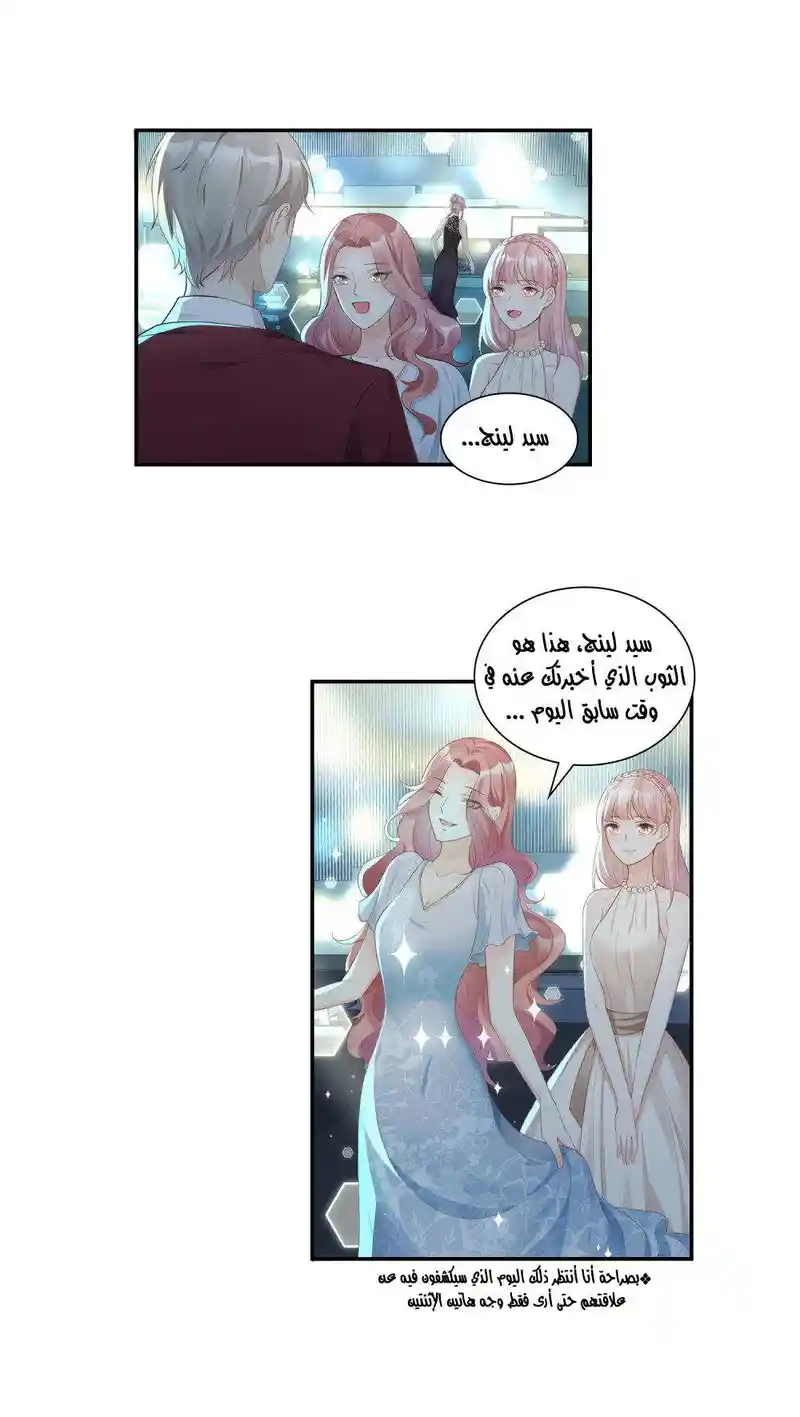 سيد لينج...
سيد لينج، هذا هو
الثوب الذي أخبرتك عنه في
وقت سابق اليوم ...
❖بصراحة أنا أنتظر ذلك اليوم الذي سيكشفون فيه عن
علاقتهم حتى أرى فقط وجه هاتين الإثنتين